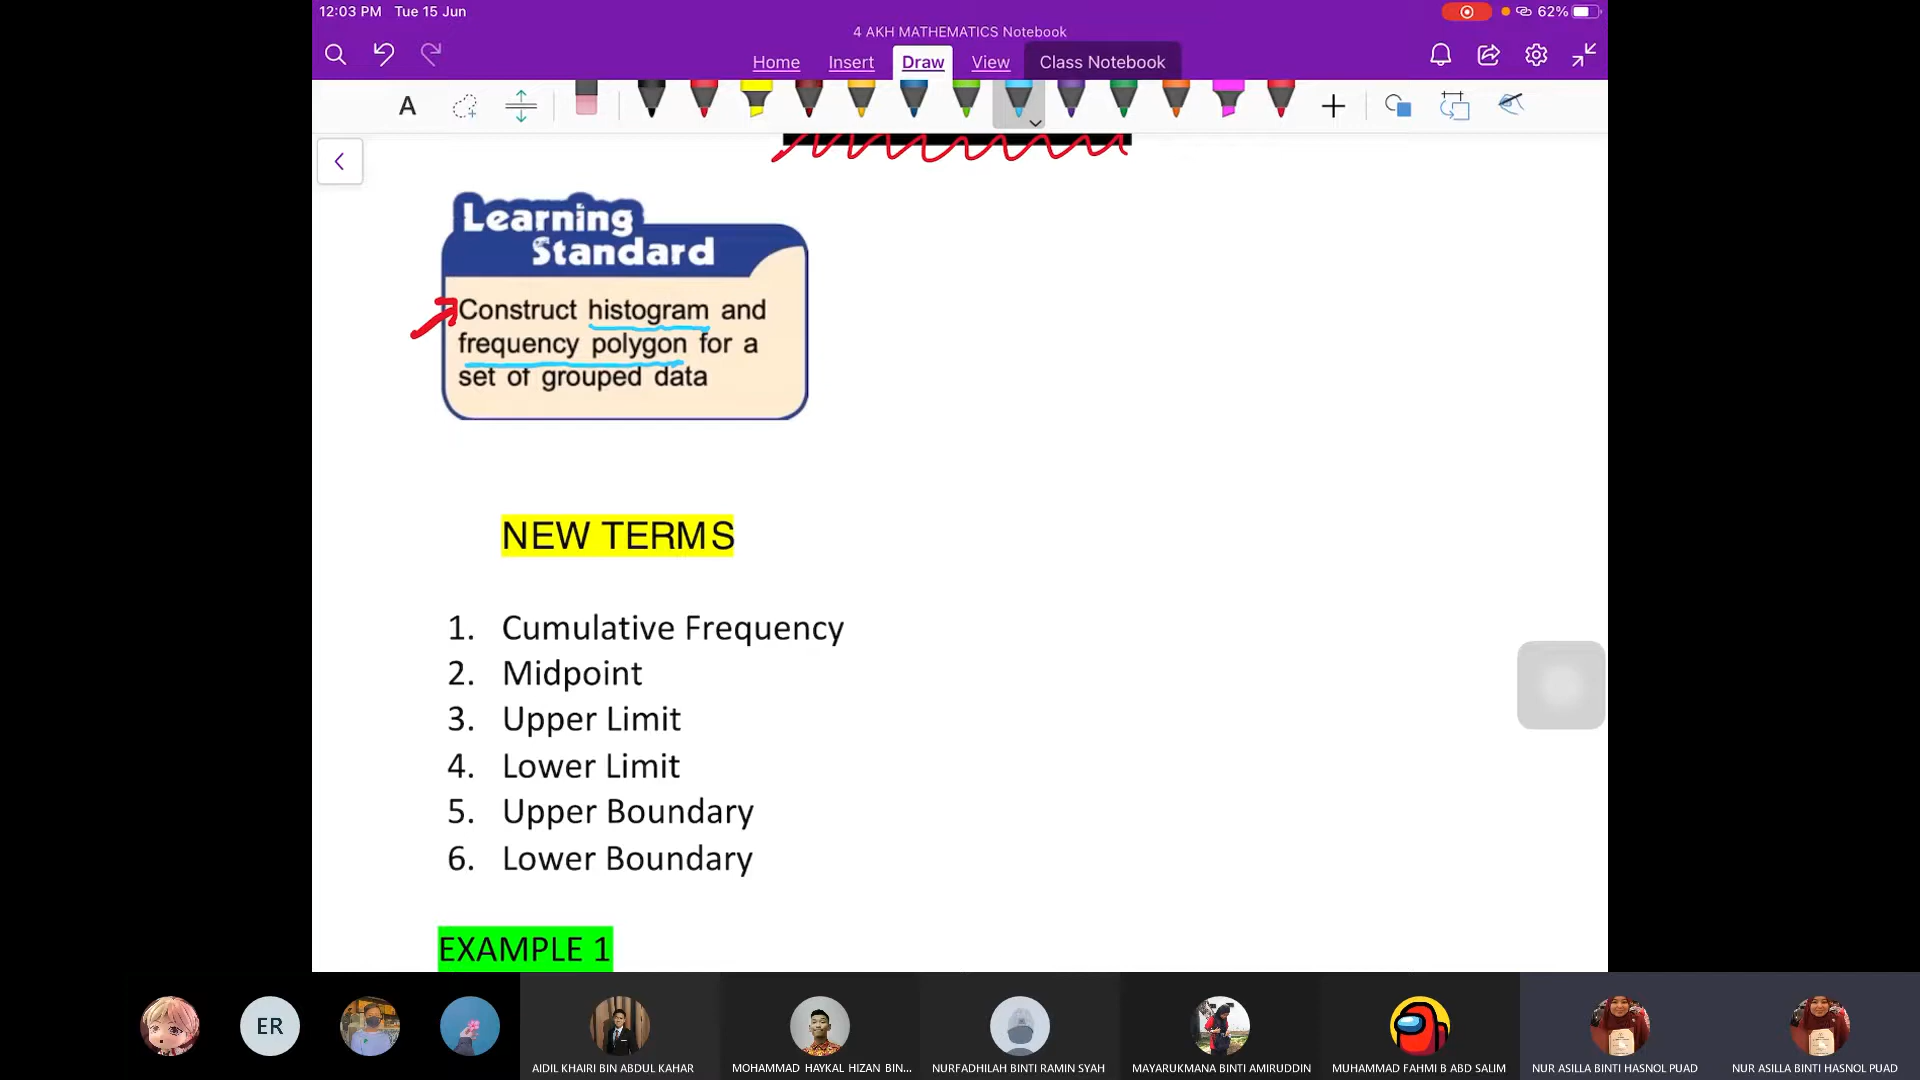 12:03 PM Tue 15 Jun
62%
4 AKH MATHEMATICS Notebook
Home Insert Draw View Class Notebook
A
Learning
Standard
Construct histogram and
frequency polygon for a
set of grouped data
NEW TERMS
1. Cumulative Frequency
2. Midpoint
3. Upper Limit
4. Lower Limit
5. Upper Boundary
6. Lower Boundary
EXAMPLE 1
ER
AIDIL KHAIRI BIN ABDUL KAHAR
MOHAMMAD HAYKAL HIZAN BIN...
NURFADHILAH BINTI RAMIN SYAH
MAYARUKMANA BINTI AMIRUDDIN
MUHAMMAD FAHMI B ABD SALIM
NUR ASILLA BINTI HASNOL PUAD
NUR ASILLA BINTI HASNOL PUAD